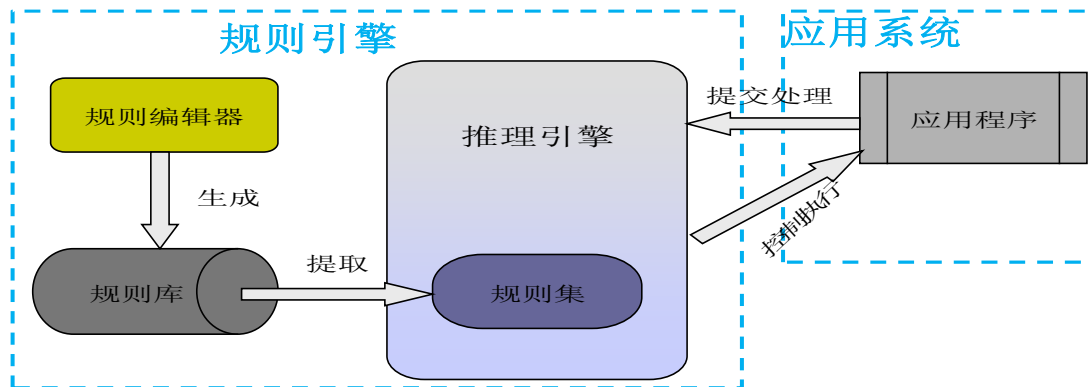 规则引擎
应用系统
规则编辑器
提交处理
应用程序
推理引擎
生成
控制执行
提取
规则库
规则集